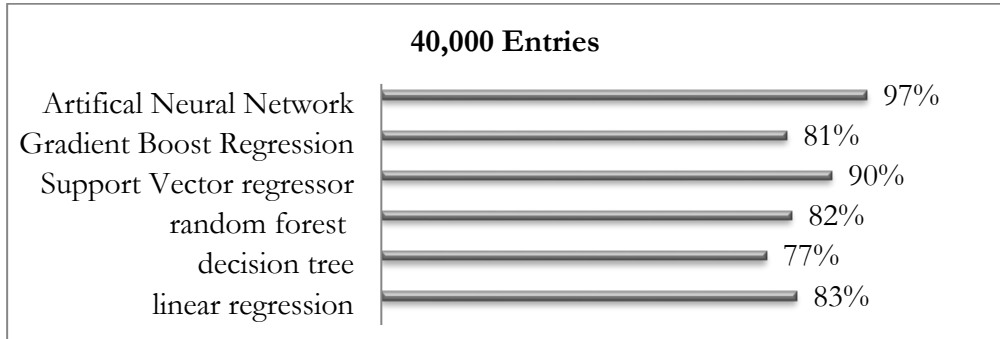 40,000 Entries
Artifical Neural Network 97%
Gradient Boost Regression 81%
Support Vector regressor 90%
random forest 82%
decision tree 77%
linear regression 83%